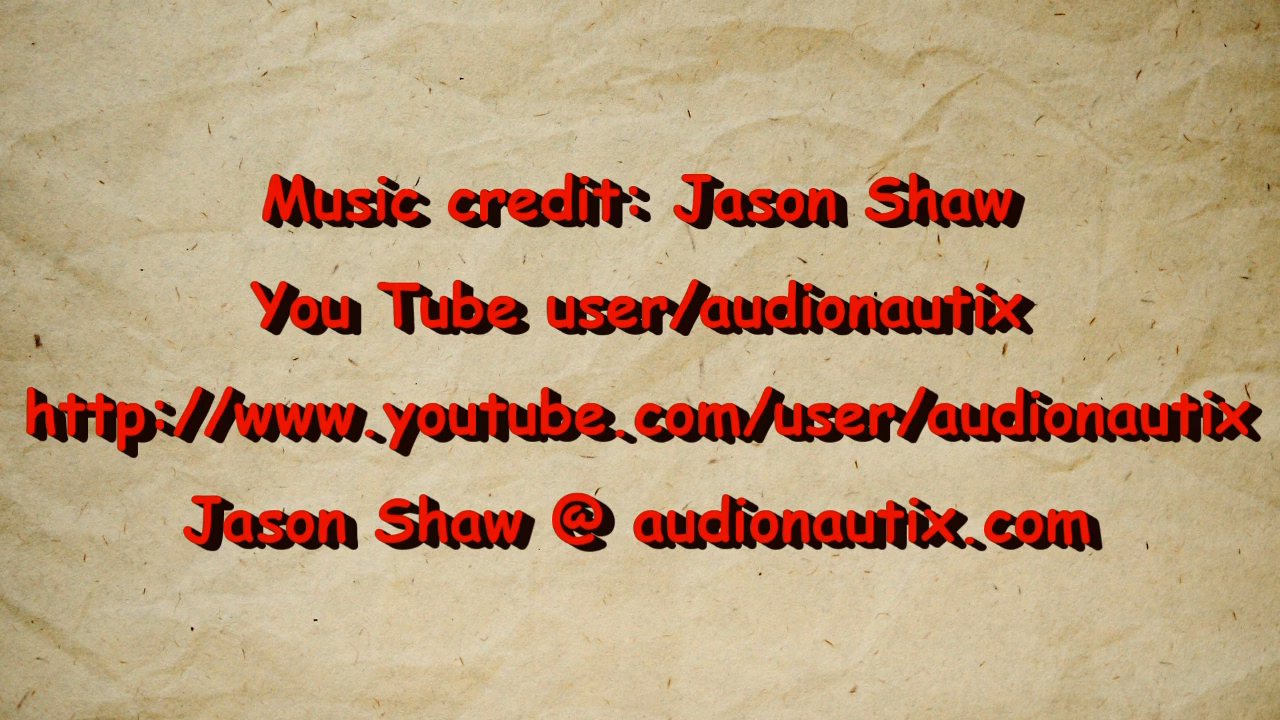 Music credit: Jason Shaw
You Tube user/audionautix
http://www.youtube.com/user/audionautix
Jason Shaw @ audionautix.com